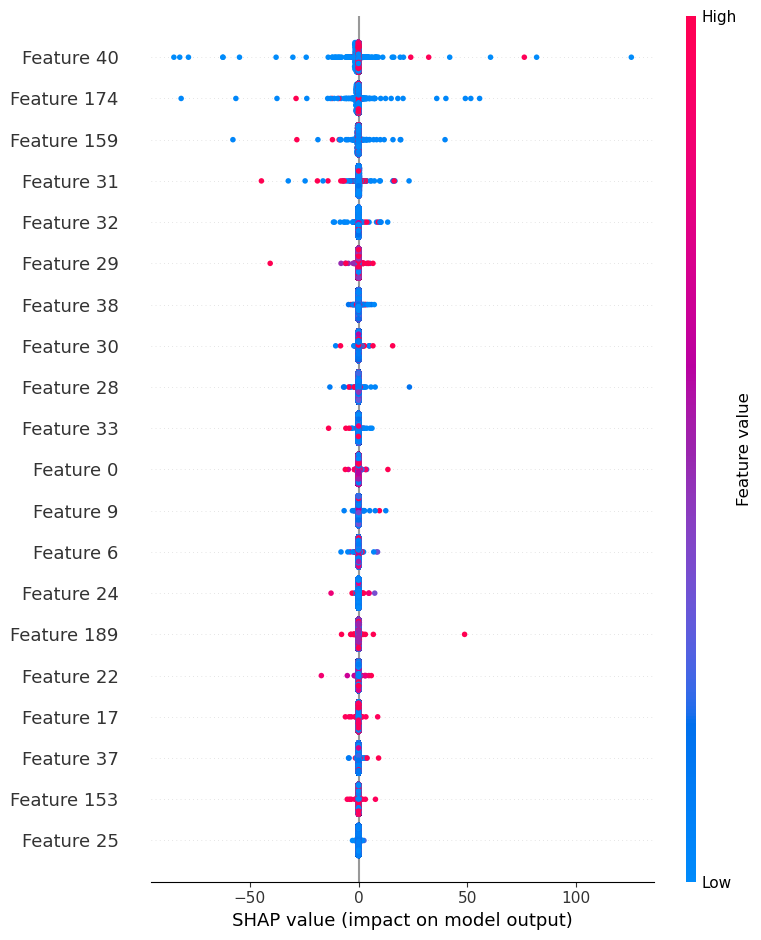 High
Feature 40
Feature 174
Feature 159
Feature 31
Feature 32
Feature 29
Feature 38
Feature 30
Feature 28
Feature 33
Feature 0
Feature 9
Feature 6
Feature 24
Feature 189
Feature 22
Feature 17
Feature 37
Feature 153
Feature 25
Feature value
Low
−50 0 50 100
SHAP value (impact on model output)